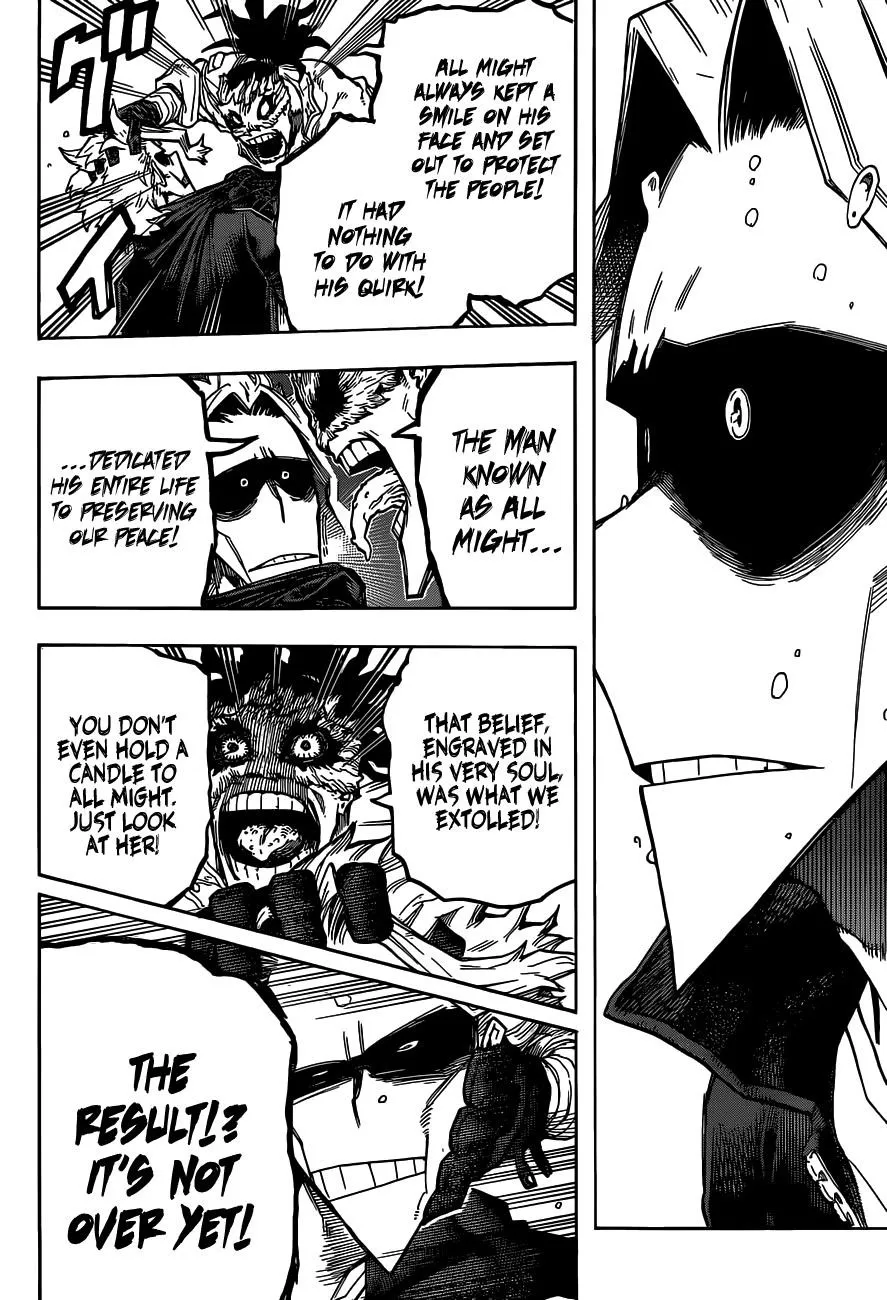 ALL MIGHT
ALWAYS KEPT A
SMILE ON HIS
FACE AND SET
OUT TO PROTECT
THE PEOPLE!
IT HAD
NOTHING
TO DO WITH
HIS QUIRK!
グ
イ
THE MAN
KNOWN
AS ALL
MIGHT...
...DEDICATED
HIS ENTIRE LIFE
TO PRESERVING
OUR PEACE!
THAT BELIEF,
ENGRAVED IN
HIS VERY SOUL,
WAS WHAT WE
EXTOLLED!
YOU DON'T
EVEN HOLD A
CANDLE TO
ALL MIGHT.
JUST LOOK
AT HER!
THE
RESULT!?
IT'S NOT
OVER YET!